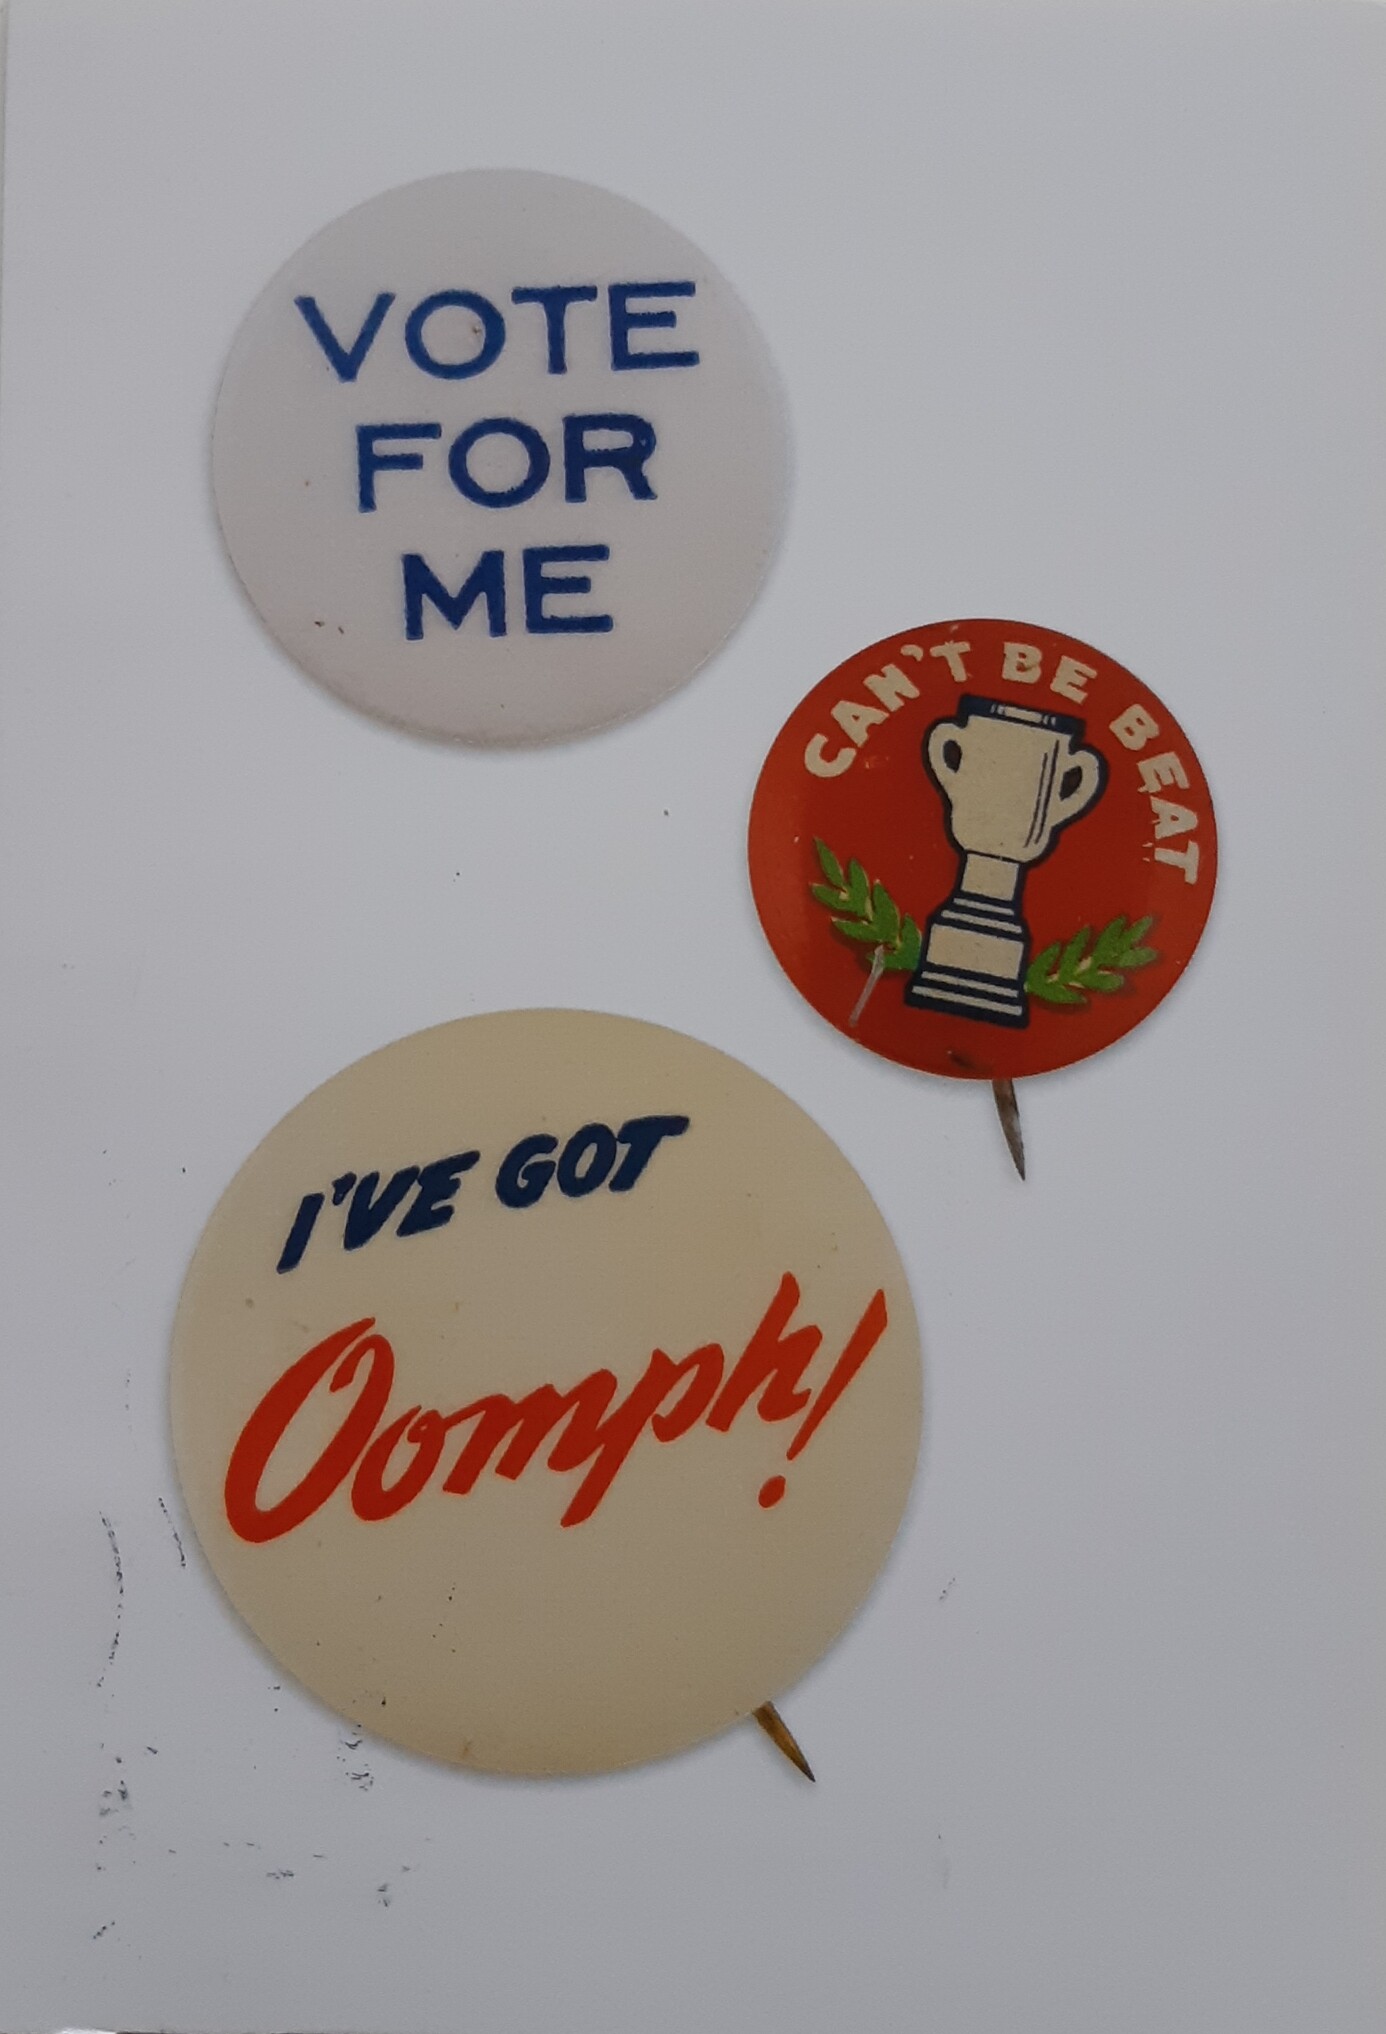 VOTE
FOR
ME
CAN'T BE BEAT
I'VE GOT
Oomph!